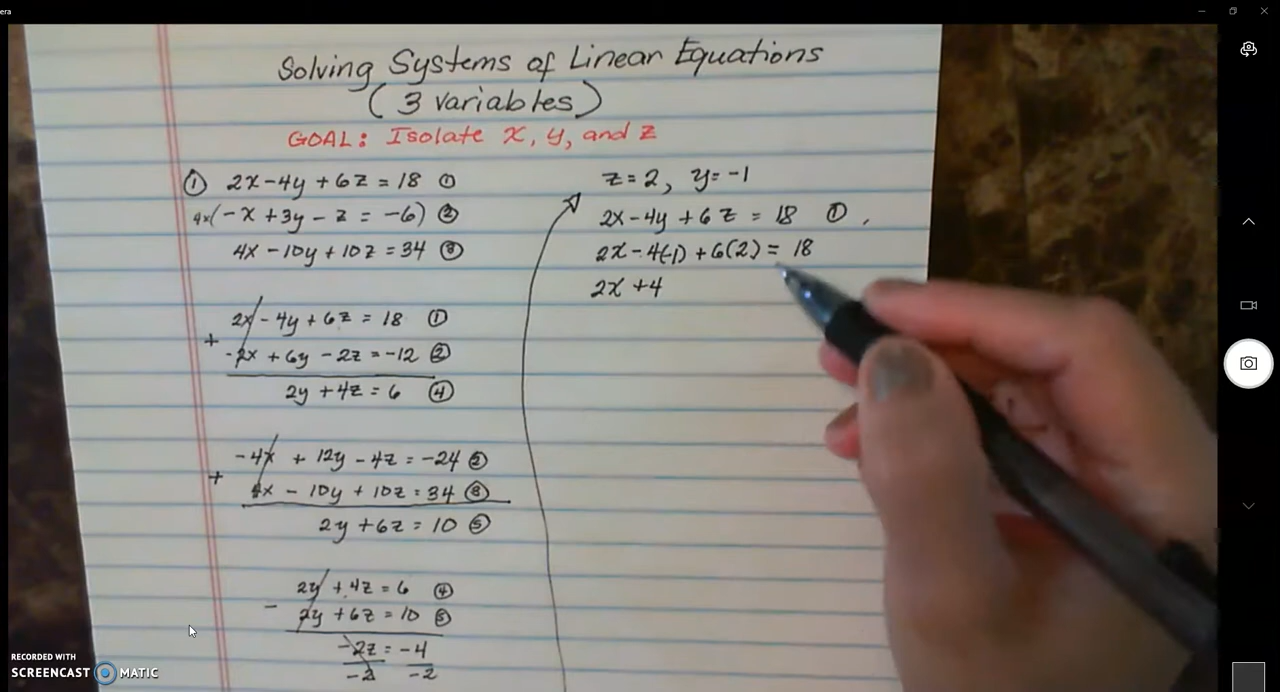 era
Solving Systems of Linear Equations
(3 variables)
GOAL: Isolate x, y, and z
① 2x - 4y + 6z = 18 ①
4x(-x + 3y - z = -6) ②
4x - 10y + 10z = 34 ③
2x - 4y + 6z = 18 ①
+ -2x + 6y - 2z = -12 ②
2y + 4z = 6 ④
-4x + 12y - 4z = -24 ②
+ 4x - 10y + 10z = 34 ③
2y + 6z = 10 ⑤
2y + 4z = 6 ④
- 2y + 6z = 10 ⑤
-2z = -4
-2 -2
z = 2, y = -1
2x - 4y + 6z = 18 ①,
2x - 4(-1) + 6(2) = 18
2x + 4
RECORDED WITH
SCREENCAST MATIC